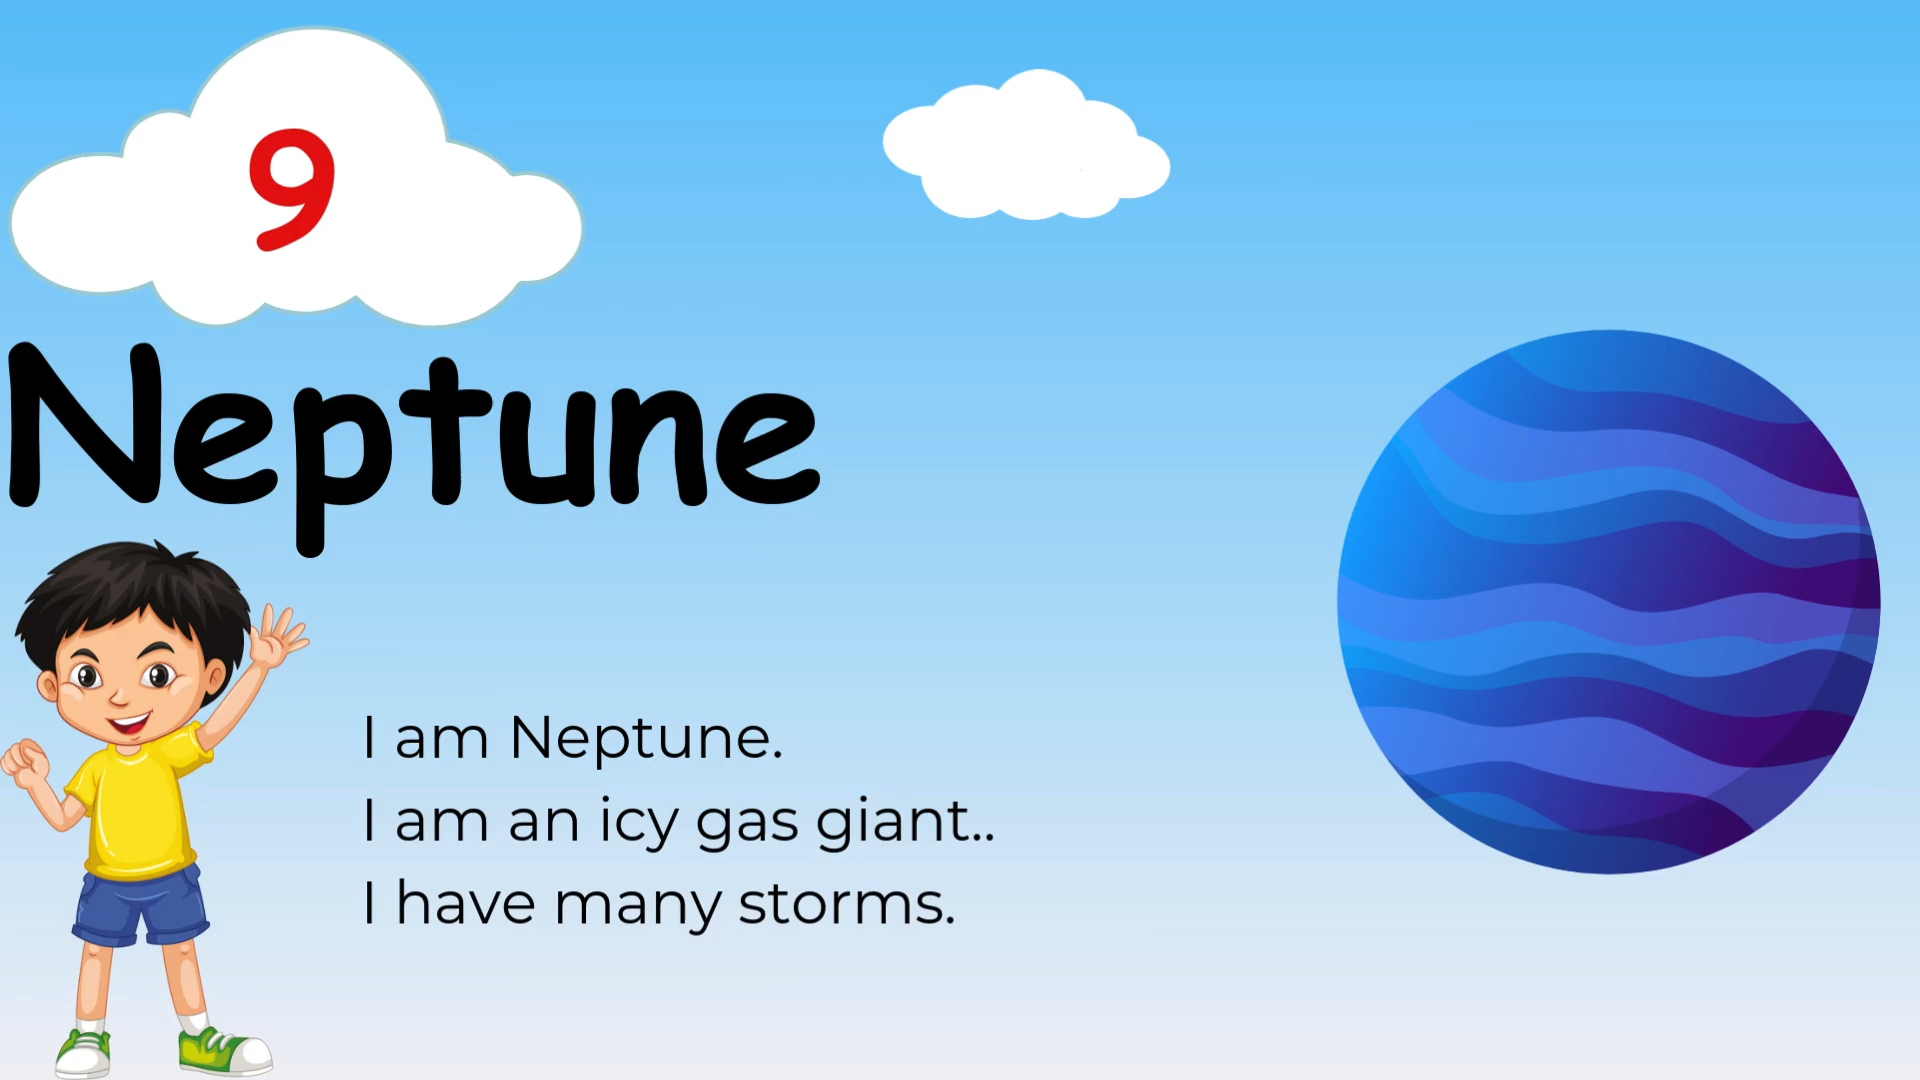 9
Neptune
I am Neptune.
I am an icy gas giant..
I have many storms.